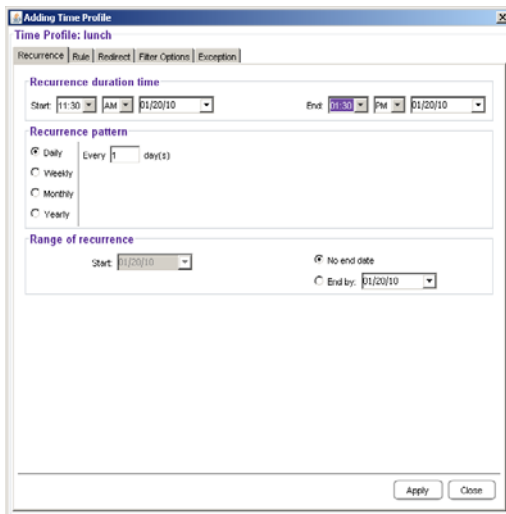 Adding Time Profile
Time Profile: lunch
Recurrence Rule Redirect Filter Options Exception
Recurrence duration time
Start: 11:30 AM 01/20/10 End: 01:30 PM 01/20/10
Recurrence pattern
Daily Every 1 day(s)
Weekly
Monthly
Yearly
Range of recurrence
Start: 01/20/10 No end date
End by: 01/20/10
Apply Close